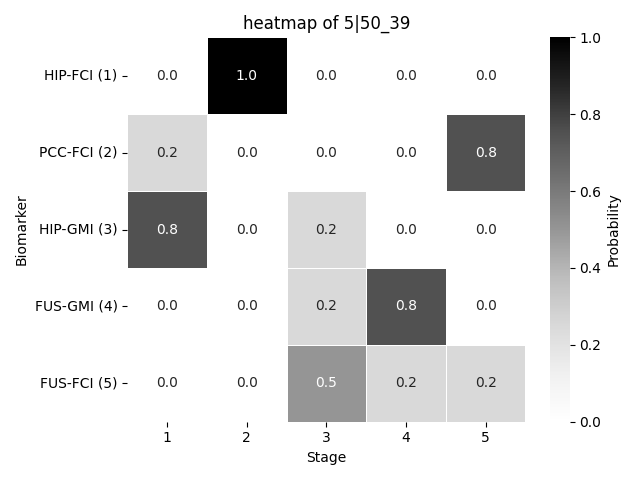 heatmap of 5|50_39
Biomarker
HIP-FCI (1) 0.0 1.0 0.0 0.0 0.0
PCC-FCI (2) 0.2 0.0 0.0 0.0 0.8
HIP-GMI (3) 0.8 0.0 0.2 0.0 0.0
FUS-GMI (4) 0.0 0.0 0.2 0.8 0.0
FUS-FCI (5) 0.0 0.0 0.5 0.2 0.2
1 2 3 4 5
Stage
1.0
0.8
0.6
0.4
0.2
0.0
Probability